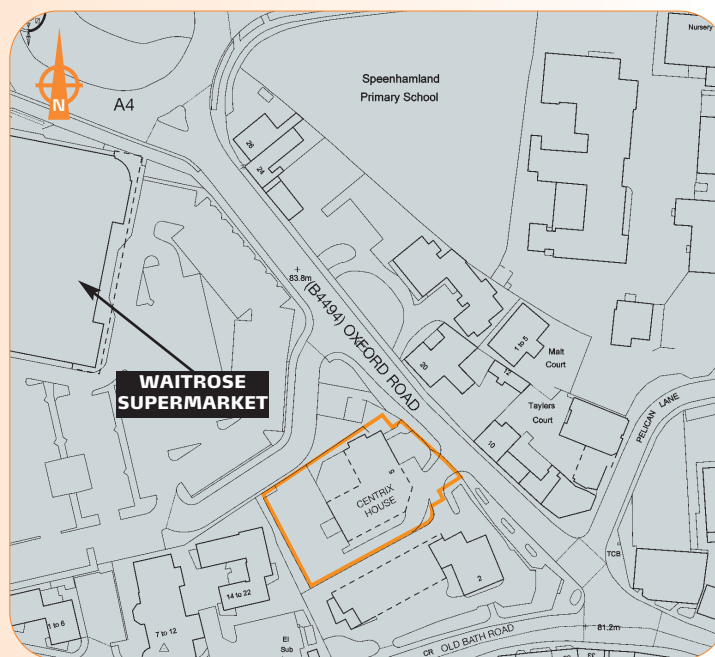 Nursery
Speenhamland
Primary School
N
A4
26
24
83.8m
(B4494) OXFORD ROAD
WAITROSE
SUPERMARKET
20
1 to 5
Malt
Court
12
Taylers
Court
10
PELICAN LANE
5
CENTRIX
HOUSE
TCB
2
14 to 22
1 to 6
7 to 12
El
Sub
81.2m
CR
OLD BATH ROAD
33